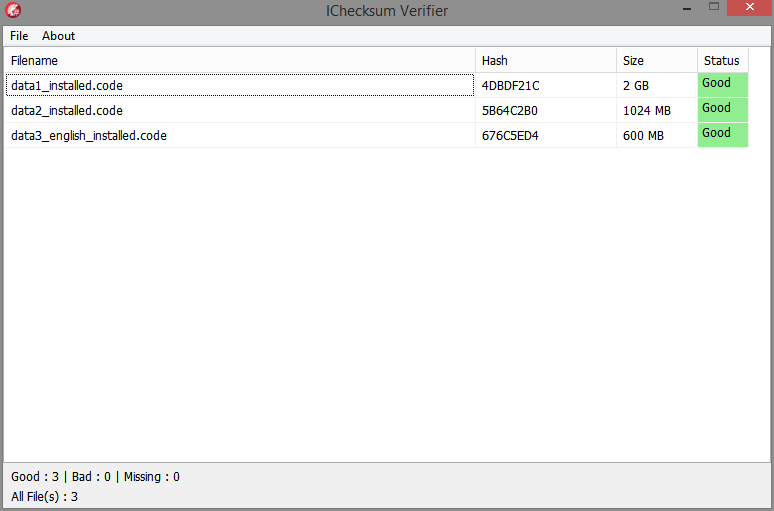 IChecksum Verifier
File About
Filename Hash Size Status
data1_installed.code 4DBDF21C 2 GB Good
data2_installed.code 5B64C2B0 1024 MB Good
data3_english_installed.code 676C5ED4 600 MB Good
Good : 3 | Bad : 0 | Missing : 0
All File(s) : 3